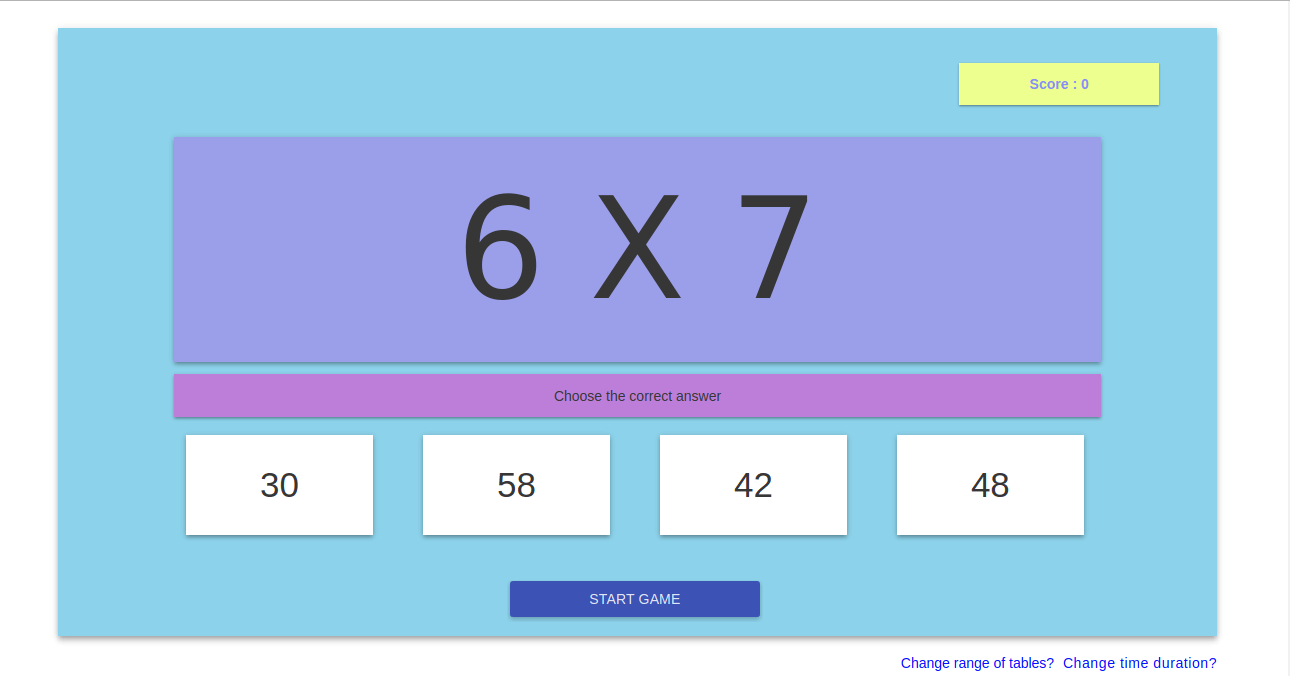 Score : 0
6 X 7
Choose the correct answer
30 58 42 48
START GAME
Change range of tables? Change time duration?